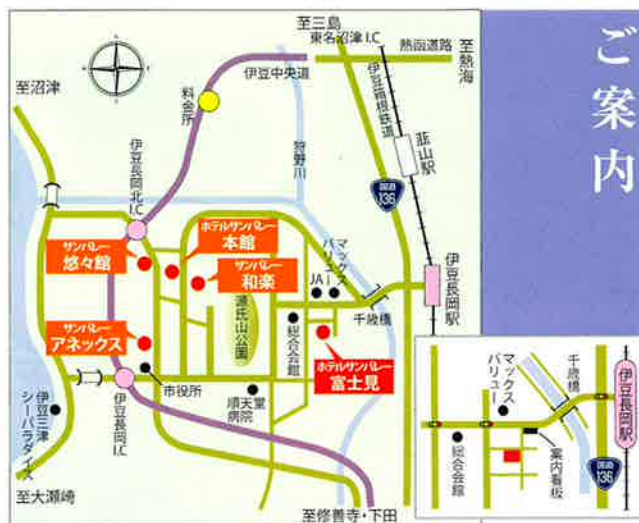 ご案内
至三島
東名沼津I.C
熱函道路
至熱海
伊豆中央道
伊豆箱根鉄道
至沼津
料金所
狩野川
韮山駅
国道
136
伊豆長岡北I.C
ホテルサンバレー
本館
サンバレー
悠々館
サンバレー
和楽
マックス
バリュー
JA
伊豆長岡駅
源氏山公園
千歳橋
サンバレー
アネックス
総合会館
ホテルサンバレー
富士見
市役所
順天堂
病院
伊豆長岡I.C
伊豆三津
シーパラダイス
至大瀬崎
至修善寺・下田
マックス
バリュー
千歳橋
伊豆長岡駅
総合会館
案内看板
国道
136